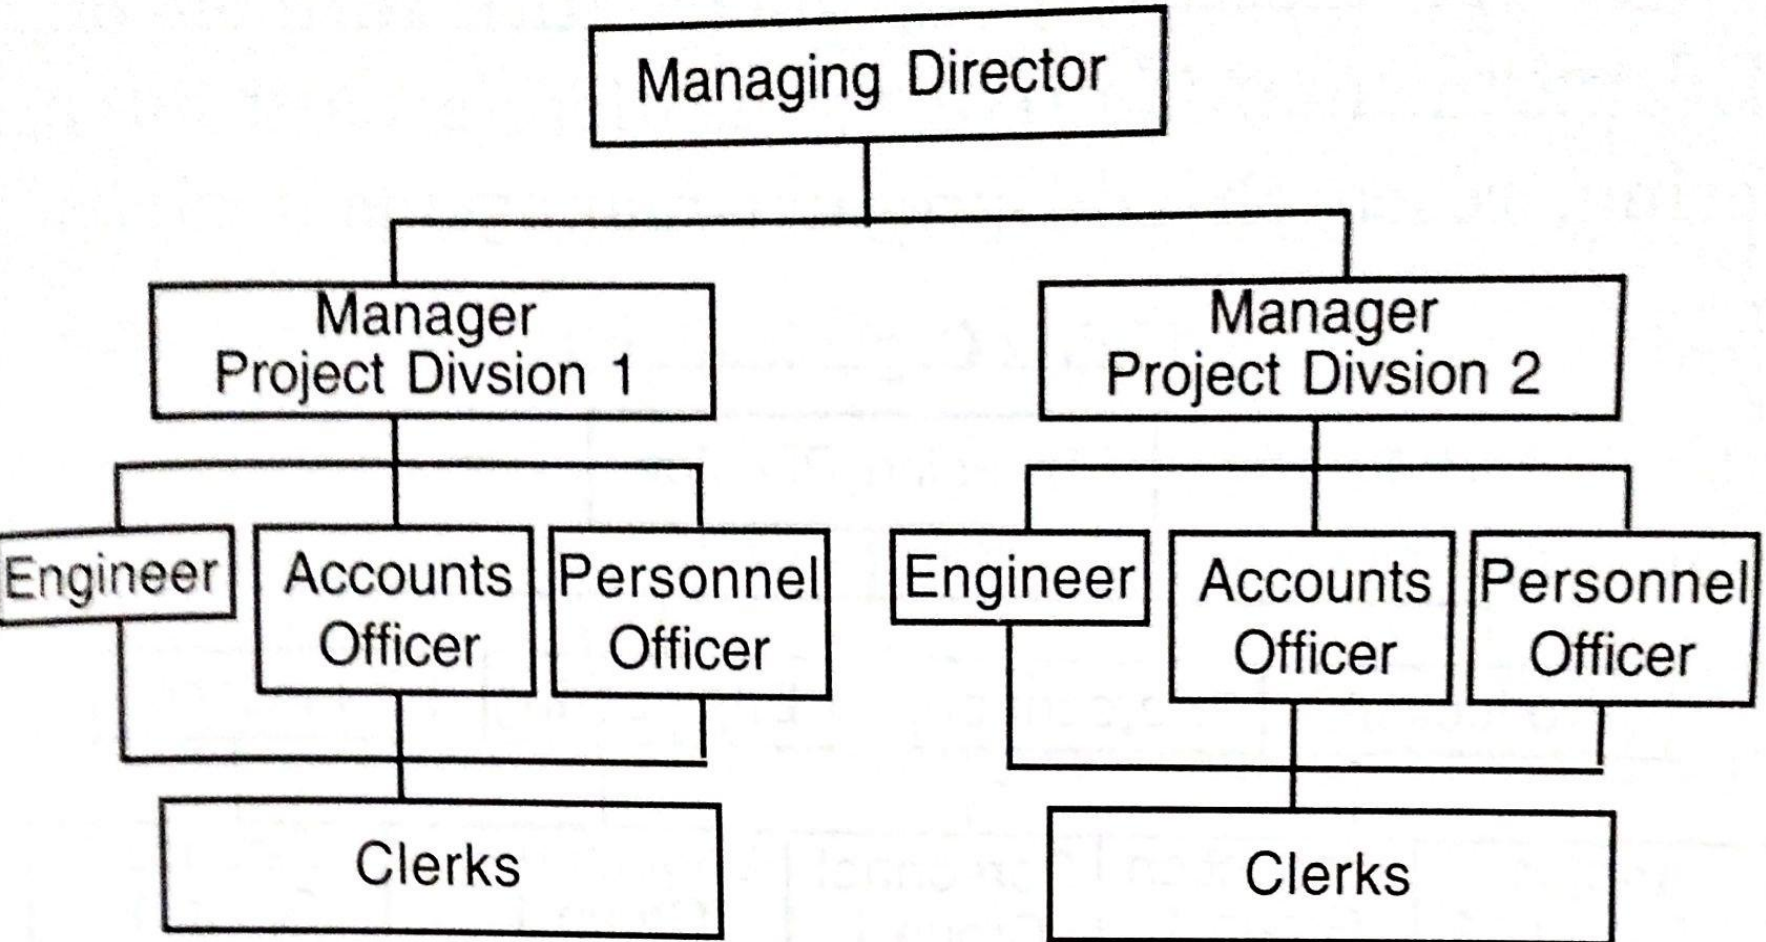 Managing Director
Manager
Project Divsion 1
Manager
Project Divsion 2
Engineer
Accounts
Officer
Personnel
Officer
Engineer
Accounts
Officer
Personnel
Officer
Clerks
Clerks